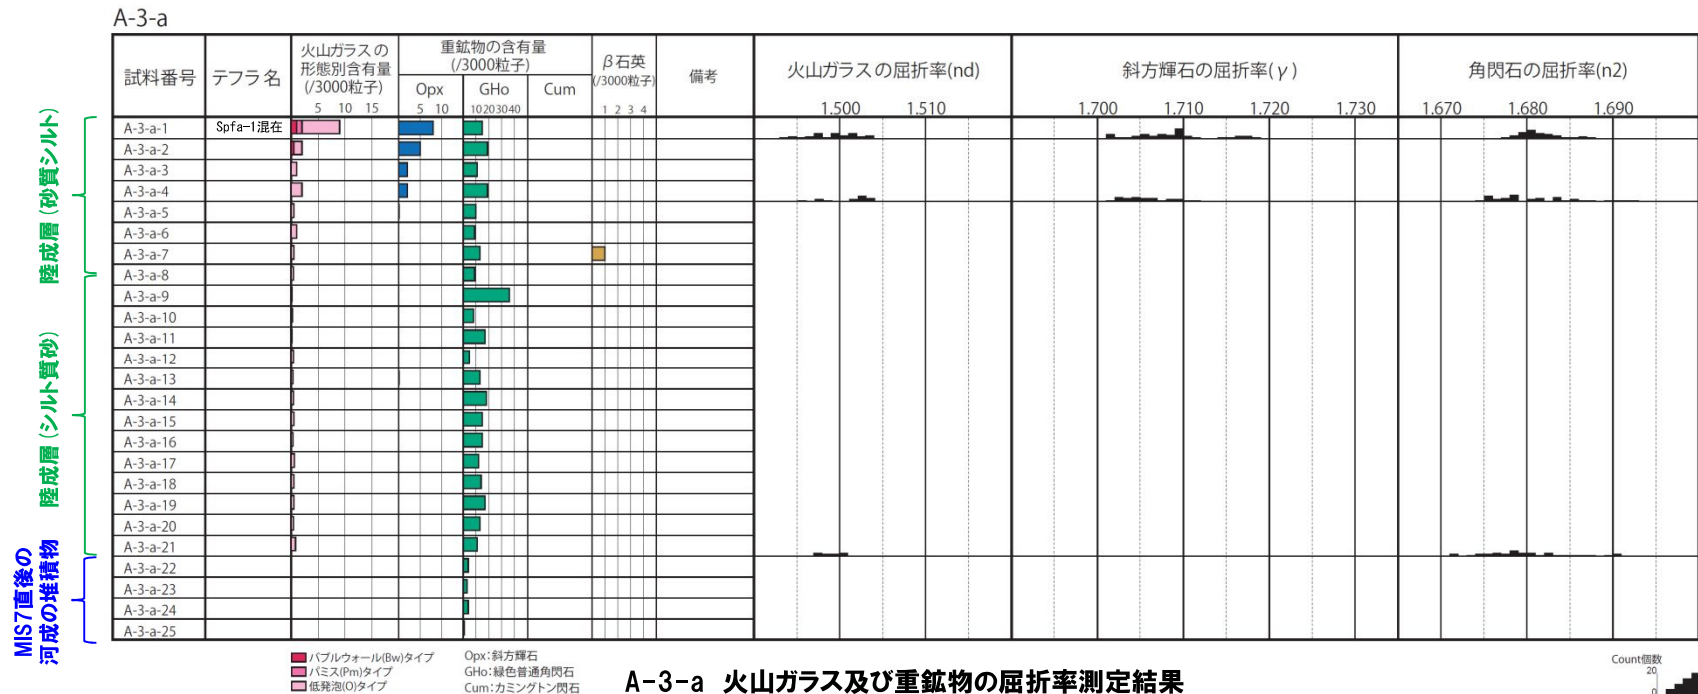 A-3-a
試料番号 テフラ名 火山ガラスの形態別含有量(/3000粒子) 重鉱物の含有量(/3000粒子) β石英(/3000粒子) 備考 火山ガラスの屈折率(nd) 斜方輝石の屈折率(γ) 角閃石の屈折率(n2)
Opx GHo Cum
5 10 15 5 10 10203040 1 2 3 4 1.500 1.510 1.700 1.710 1.720 1.730 1.670 1.680 1.690
陸成層(砂質シルト)
A-3-a-1 Spfa-1混在
A-3-a-2
A-3-a-3
A-3-a-4
A-3-a-5
A-3-a-6
A-3-a-7
A-3-a-8
陸成層(シルト質砂)
A-3-a-9
A-3-a-10
A-3-a-11
A-3-a-12
A-3-a-13
A-3-a-14
A-3-a-15
A-3-a-16
A-3-a-17
A-3-a-18
A-3-a-19
A-3-a-20
A-3-a-21
MIS7直後の
河成の堆積物
A-3-a-22
A-3-a-23
A-3-a-24
A-3-a-25
バブルウォール(Bw)タイプ
パミス(Pm)タイプ
低発泡(O)タイプ
Opx:斜方輝石
GHo:緑色普通角閃石
Cum:カミングトン閃石
A-3-a 火山ガラス及び重鉱物の屈折率測定結果
Count個数
20
0